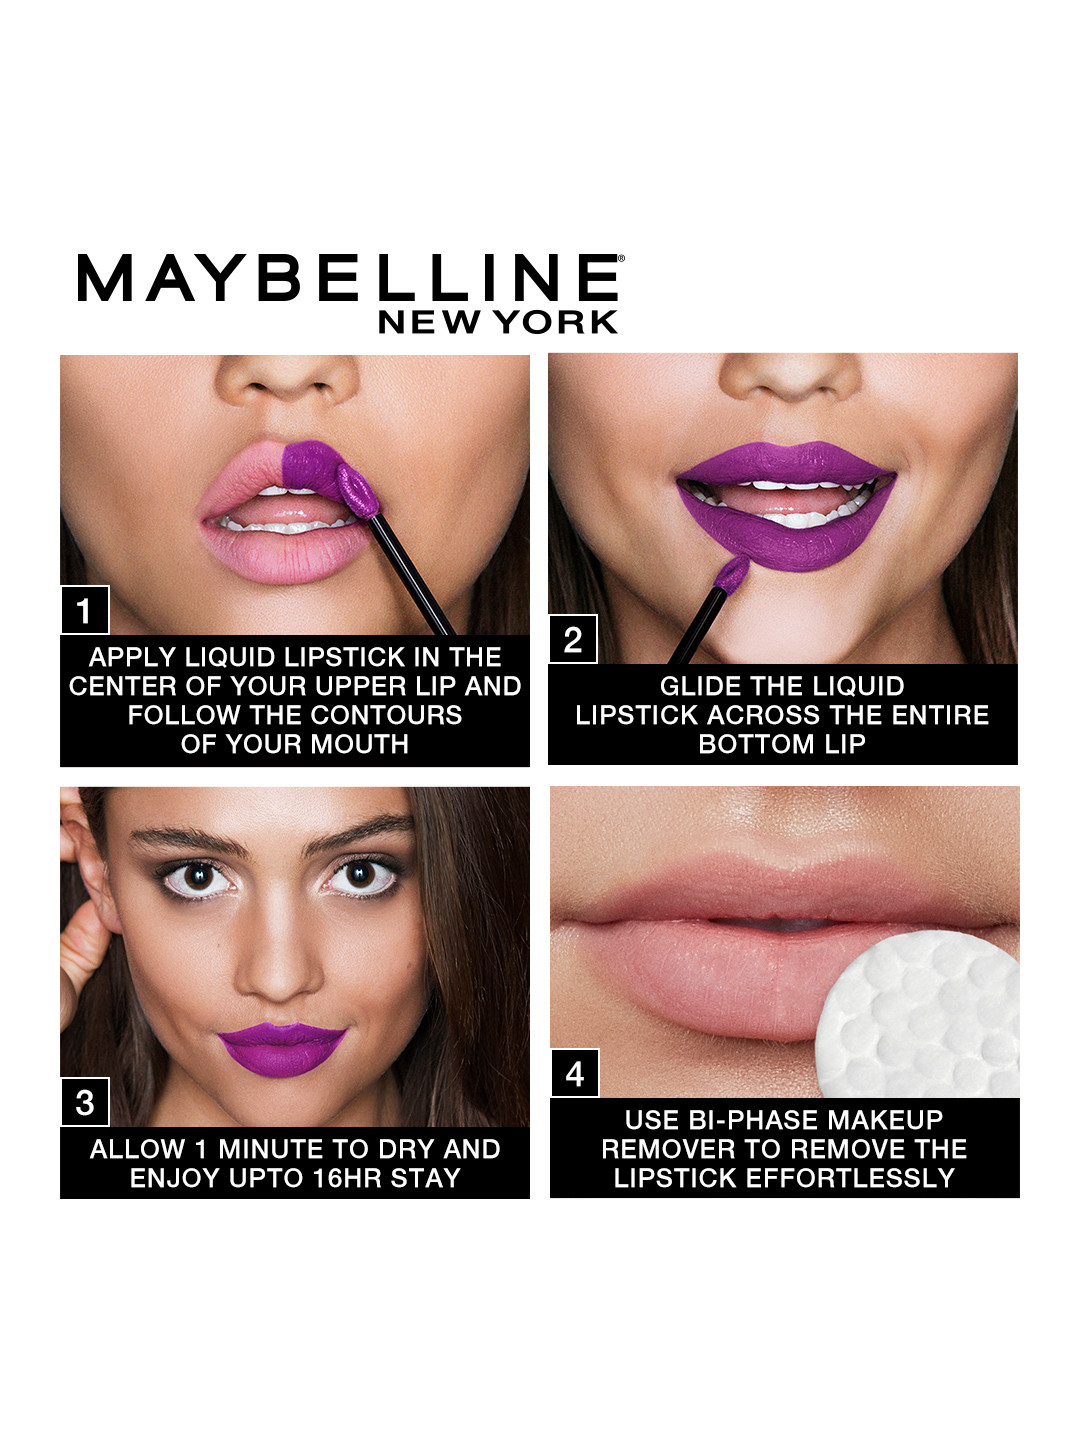 MAYBELLINE®
NEW YORK
1
APPLY LIQUID LIPSTICK IN THE
CENTER OF YOUR UPPER LIP AND
FOLLOW THE CONTOURS
OF YOUR MOUTH
2
GLIDE THE LIQUID
LIPSTICK ACROSS THE ENTIRE
BOTTOM LIP
3
ALLOW 1 MINUTE TO DRY AND
ENJOY UPTO 16HR STAY
4
USE BI-PHASE MAKEUP
REMOVER TO REMOVE THE
LIPSTICK EFFORTLESSLY